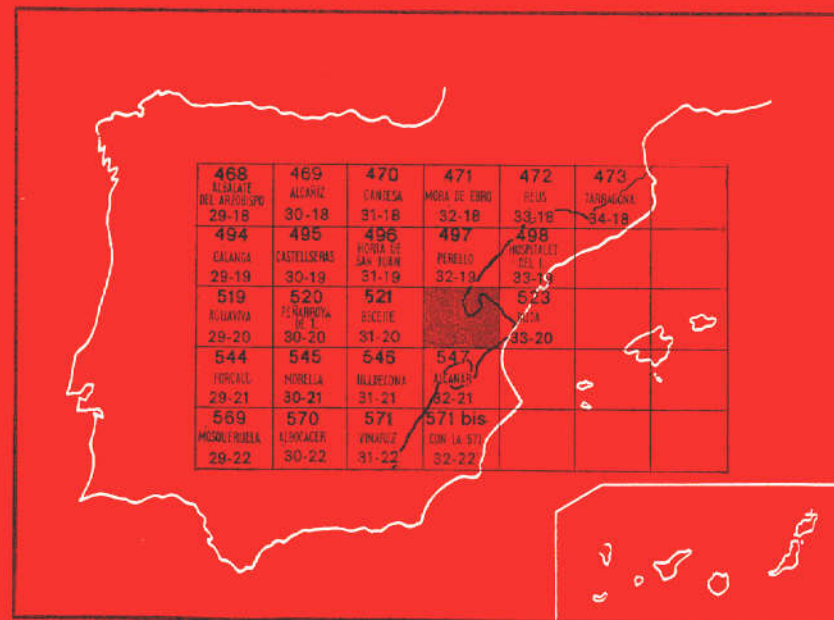 468 469 470 471 472 473
ALBALATE DEL ARZOBISPO ALCAÑIZ GANDESA MORA DE EBRO REUS TARRAGONA
29-18 30-18 31-18 32-18 33-18 34-18
494 495 496 497 498
CALANDA CASTELLSERAS HORTA DE SAN JUAN PERELLO HOSPITALET DEL I.
29-19 30-19 31-19 32-19 33-19
519 520 521 523
AGUAVIVA PEÑARROYA DE T. BECEITE BUDA
29-20 30-20 31-20 33-20
544 545 546 547
FORCALL MORELLA ULLDECONA ALCANAR
29-21 30-21 31-21 32-21
569 570 571 571 bis
MOSQUERUELA ALBOCACER VINAROZ CON LA 571
29-22 30-22 31-22 32-22